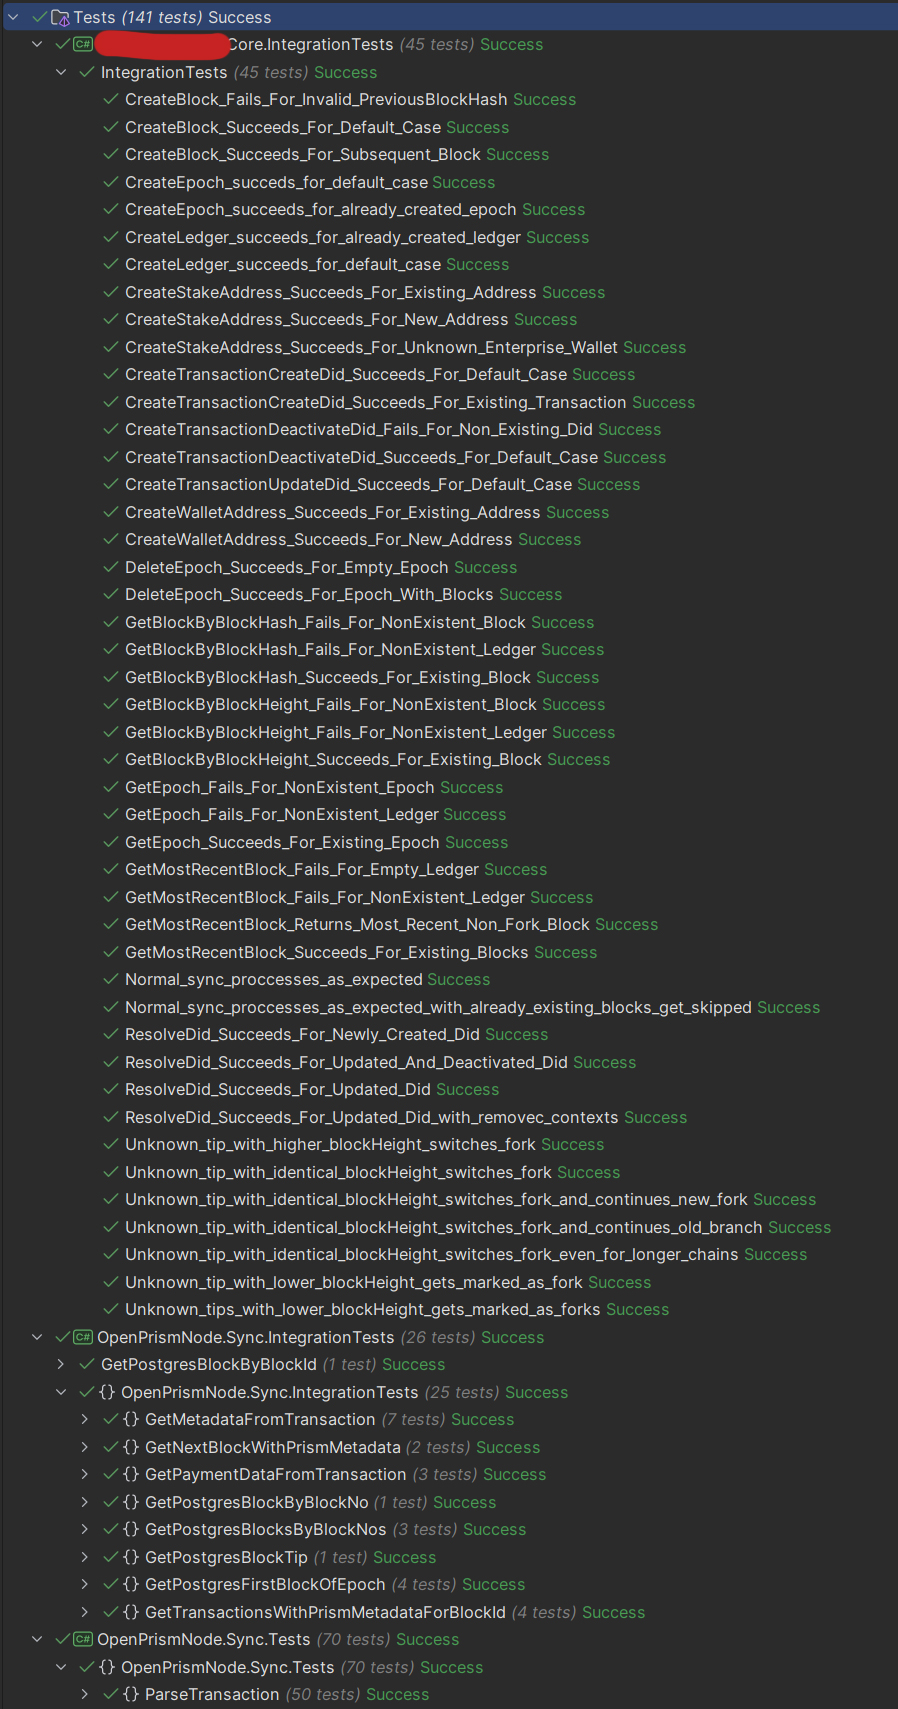 Tests (141 tests) Success
C# Core.IntegrationTests (45 tests) Success
IntegrationTests (45 tests) Success
CreateBlock_Fails_For_Invalid_PreviousBlockHash Success
CreateBlock_Succeeds_For_Default_Case Success
CreateBlock_Succeeds_For_Subsequent_Block Success
CreateEpoch_succeds_for_default_case Success
CreateEpoch_succeeds_for_already_created_epoch Success
CreateLedger_succeeds_for_already_created_ledger Success
CreateLedger_succeeds_for_default_case Success
CreateStakeAddress_Succeeds_For_Existing_Address Success
CreateStakeAddress_Succeeds_For_New_Address Success
CreateStakeAddress_Succeeds_For_Unknown_Enterprise_Wallet Success
CreateTransactionCreateDid_Succeeds_For_Default_Case Success
CreateTransactionCreateDid_Succeeds_For_Existing_Transaction Success
CreateTransactionDeactivateDid_Fails_For_Non_Existing_Did Success
CreateTransactionDeactivateDid_Succeeds_For_Default_Case Success
CreateTransactionUpdateDid_Succeeds_For_Default_Case Success
CreateWalletAddress_Succeeds_For_Existing_Address Success
CreateWalletAddress_Succeeds_For_New_Address Success
DeleteEpoch_Succeeds_For_Empty_Epoch Success
DeleteEpoch_Succeeds_For_Epoch_With_Blocks Success
GetBlockByBlockHash_Fails_For_NonExistent_Block Success
GetBlockByBlockHash_Fails_For_NonExistent_Ledger Success
GetBlockByBlockHash_Succeeds_For_Existing_Block Success
GetBlockByBlockHeight_Fails_For_NonExistent_Block Success
GetBlockByBlockHeight_Fails_For_NonExistent_Ledger Success
GetBlockByBlockHeight_Succeeds_For_Existing_Block Success
GetEpoch_Fails_For_NonExistent_Epoch Success
GetEpoch_Fails_For_NonExistent_Ledger Success
GetEpoch_Succeeds_For_Existing_Epoch Success
GetMostRecentBlock_Fails_For_Empty_Ledger Success
GetMostRecentBlock_Fails_For_NonExistent_Ledger Success
GetMostRecentBlock_Returns_Most_Recent_Non_Fork_Block Success
GetMostRecentBlock_Succeeds_For_Existing_Blocks Success
Normal_sync_proccesses_as_expected Success
Normal_sync_proccesses_as_expected_with_already_existing_blocks_get_skipped Success
ResolveDid_Succeeds_For_Newly_Created_Did Success
ResolveDid_Succeeds_For_Updated_And_Deactivated_Did Success
ResolveDid_Succeeds_For_Updated_Did Success
ResolveDid_Succeeds_For_Updated_Did_with_removec_contexts Success
Unknown_tip_with_higher_blockHeight_switches_fork Success
Unknown_tip_with_identical_blockHeight_switches_fork Success
Unknown_tip_with_identical_blockHeight_switches_fork_and_continues_new_fork Success
Unknown_tip_with_identical_blockHeight_switches_fork_and_continues_old_branch Success
Unknown_tip_with_identical_blockHeight_switches_fork_even_for_longer_chains Success
Unknown_tip_with_lower_blockHeight_gets_marked_as_fork Success
Unknown_tips_with_lower_blockHeight_gets_marked_as_forks Success
C# OpenPrismNode.Sync.IntegrationTests (26 tests) Success
GetPostgresBlockByBlockId (1 test) Success
{} OpenPrismNode.Sync.IntegrationTests (25 tests) Success
{} GetMetadataFromTransaction (7 tests) Success
{} GetNextBlockWithPrismMetadata (2 tests) Success
{} GetPaymentDataFromTransaction (3 tests) Success
{} GetPostgresBlockByBlockNo (1 test) Success
{} GetPostgresBlocksByBlockNos (3 tests) Success
{} GetPostgresBlockTip (1 test) Success
{} GetPostgresFirstBlockOfEpoch (4 tests) Success
{} GetTransactionsWithPrismMetadataForBlockId (4 tests) Success
C# OpenPrismNode.Sync.Tests (70 tests) Success
{} OpenPrismNode.Sync.Tests (70 tests) Success
{} ParseTransaction (50 tests) Success